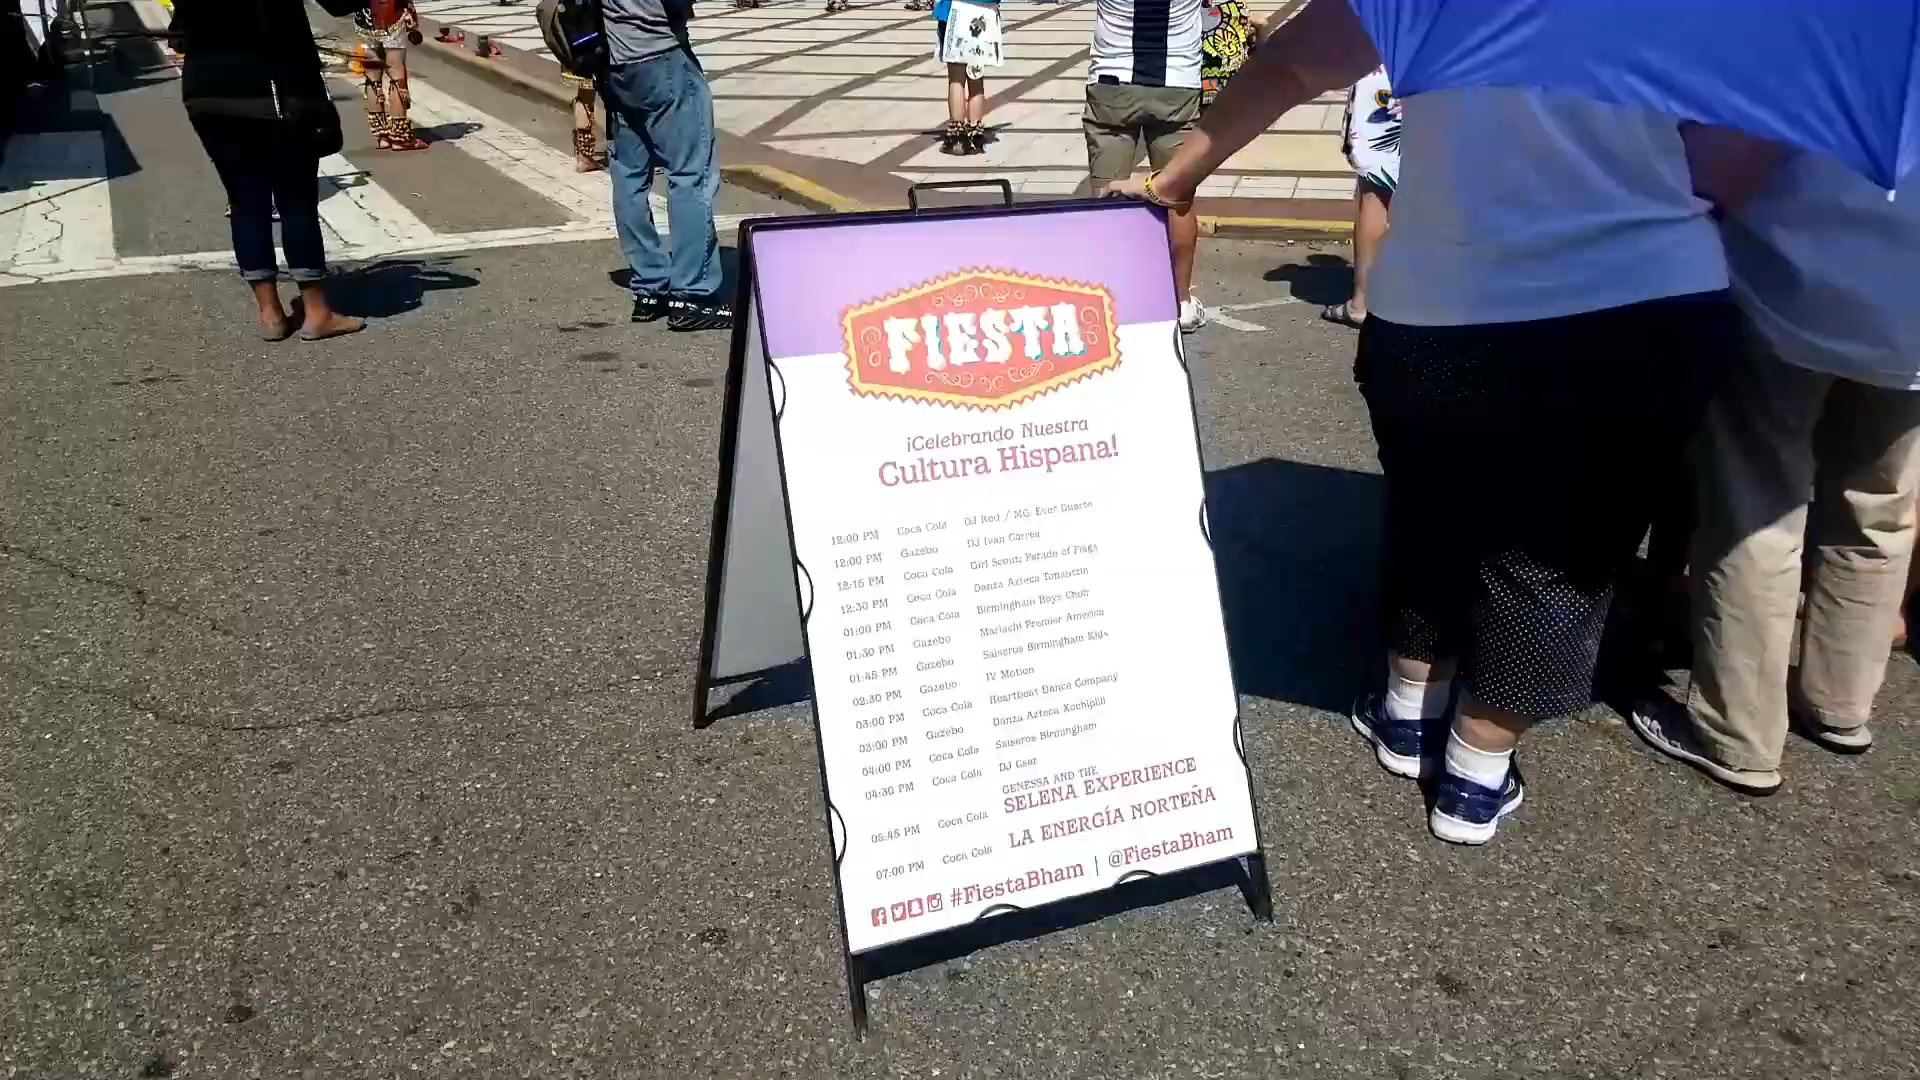 FIESTA
¡Celebrando Nuestra
Cultura Hispana!
12:00 PM Coca Cola DJ Rod / MC: Ever Duarte
12:00 PM Gazebo DJ Ivan Correa
12:15 PM Coca Cola Girl Scout: Parade of Flags
12:30 PM Coca Cola Danza Azteca Tonantzin
01:00 PM Coca Cola Birmingham Boys Choir
01:30 PM Gazebo Mariachi Premier America
01:45 PM Gazebo Salseros Birmingham Kids
02:30 PM Gazebo IV Motion
03:00 PM Coca Cola Heartbeat Dance Company
03:00 PM Gazebo Danza Azteca Xochipilli
04:00 PM Coca Cola Salseros Birmingham
04:30 PM Coca Cola DJ Csar
GENESSA AND THE
05:45 PM Coca Cola SELENA EXPERIENCE
07:00 PM Coca Cola LA ENERGÍA NORTEÑA
#FiestaBham | @FiestaBham